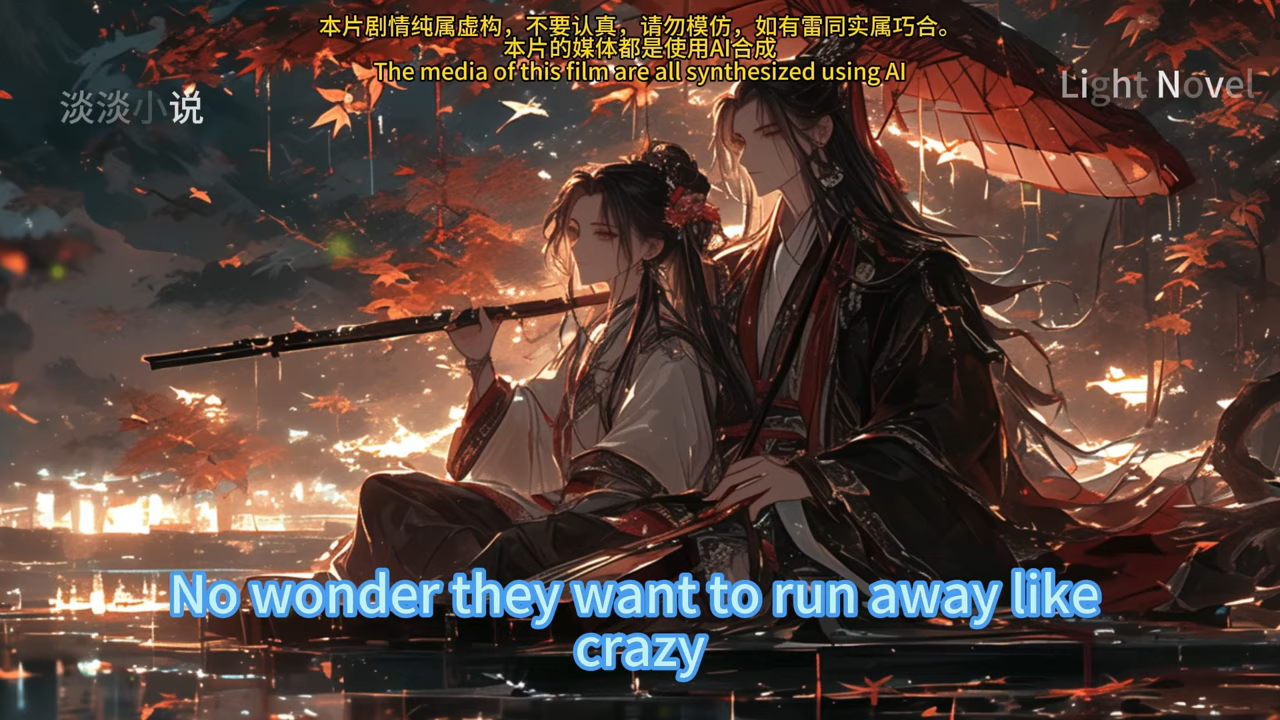 本片剧情纯属虚构，不要认真，请勿模仿，如有雷同实属巧合。
本片的媒体都是使用AI合成
The media of this film are all synthesized using AI
淡淡小说
Light Novel
No wonder they want to run away like
crazy